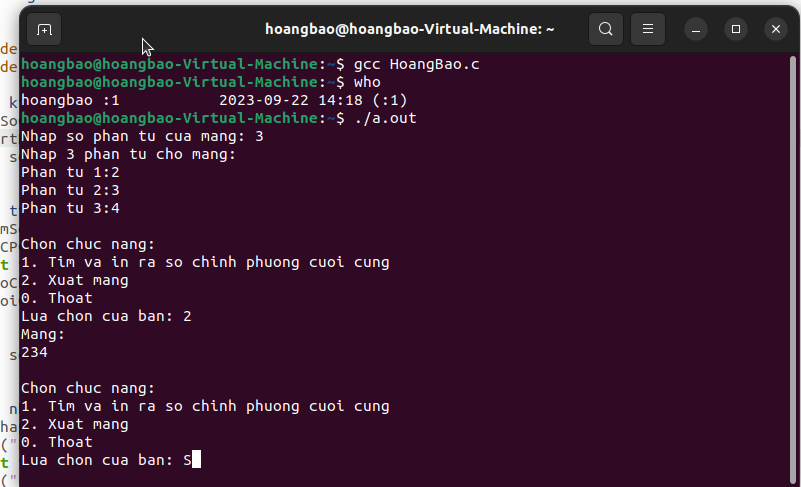 hoangbao@hoangbao-Virtual-Machine: ~
hoangbao@hoangbao-Virtual-Machine:~$ gcc HoangBao.c
hoangbao@hoangbao-Virtual-Machine:~$ who
hoangbao :1           2023-09-22 14:18 (:1)
hoangbao@hoangbao-Virtual-Machine:~$ ./a.out
Nhap so phan tu cua mang: 3
Nhap 3 phan tu cho mang:
Phan tu 1:2
Phan tu 2:3
Phan tu 3:4
Chon chuc nang:
1. Tim va in ra so chinh phuong cuoi cung
2. Xuat mang
0. Thoat
Lua chon cua ban: 2
Mang:
234
Chon chuc nang:
1. Tim va in ra so chinh phuong cuoi cung
2. Xuat mang
0. Thoat
Lua chon cua ban: S